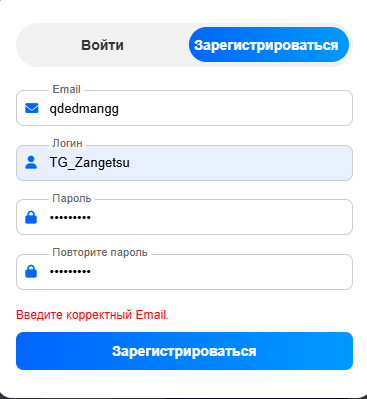 Войти
Зарегистрироваться
Email
qdedmangg
Логин
TG_Zangetsu
Пароль
•••••••••
Повторите пароль
•••••••••
Введите корректный Email.
Зарегистрироваться